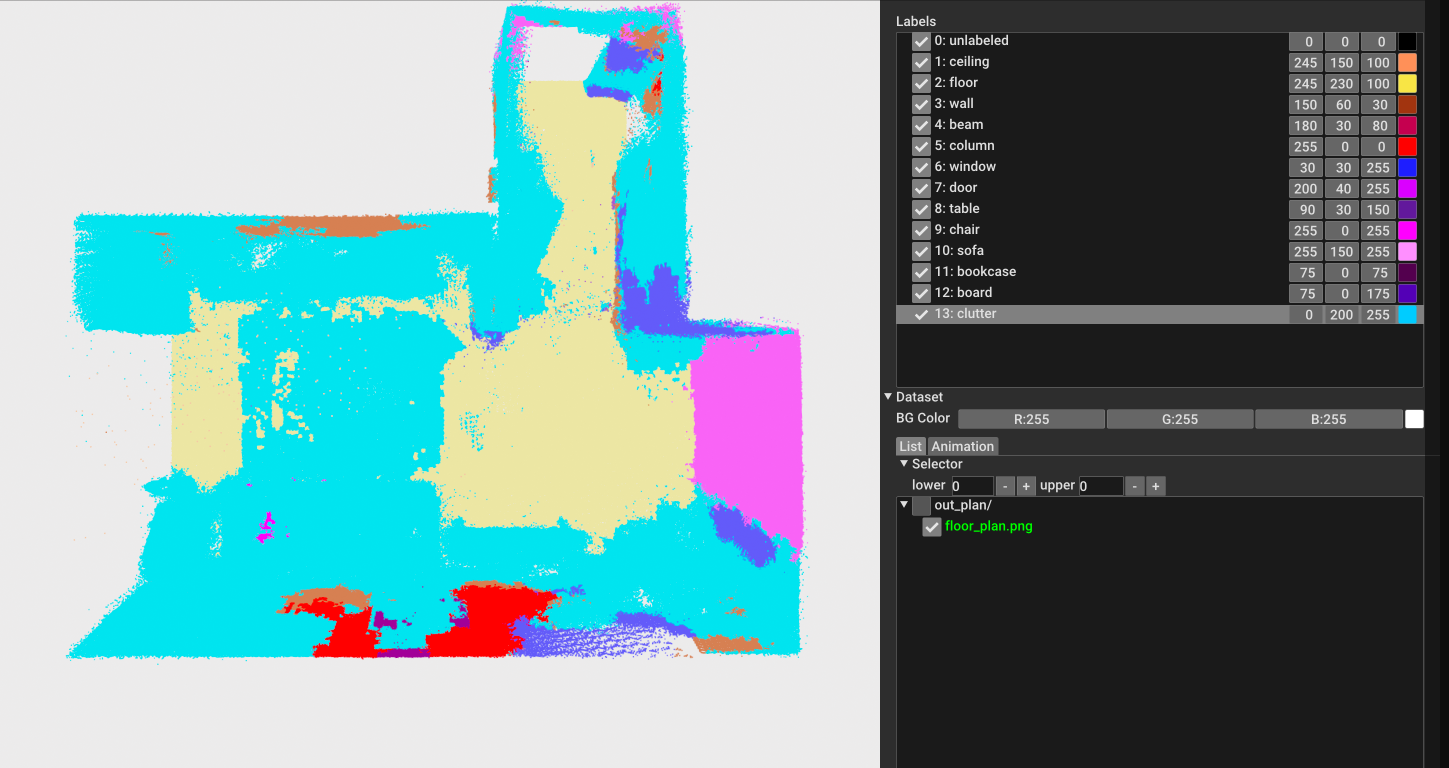 Labels
0: unlabeled 0 0 0
1: ceiling 245 150 100
2: floor 245 230 100
3: wall 150 60 30
4: beam 180 30 80
5: column 255 0 0
6: window 30 30 255
7: door 200 40 255
8: table 90 30 150
9: chair 255 0 255
10: sofa 255 150 255
11: bookcase 75 0 75
12: board 75 0 175
13: clutter 0 200 255
Dataset
BG Color R:255 G:255 B:255
List Animation
Selector
lower 0 - + upper 0 - +
out_plan/
floor_plan.png